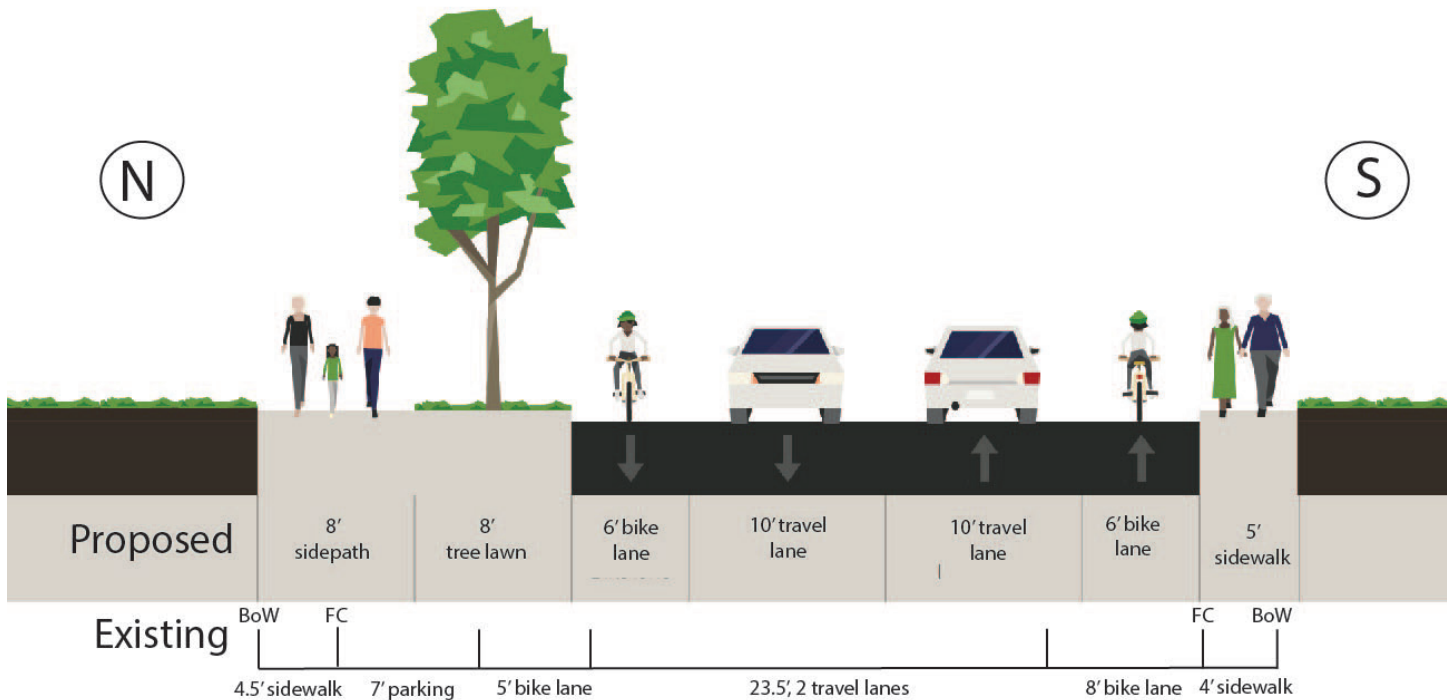 N
S
Proposed
8’
sidepath
8’
tree lawn
6’ bike
lane
10’ travel
lane
10’ travel
lane
6’ bike
lane
5’
sidewalk
Existing
BoW
FC
FC
BoW
4.5’ sidewalk
7’ parking
5’ bike lane
23.5’, 2 travel lanes
8’ bike lane
4’ sidewalk